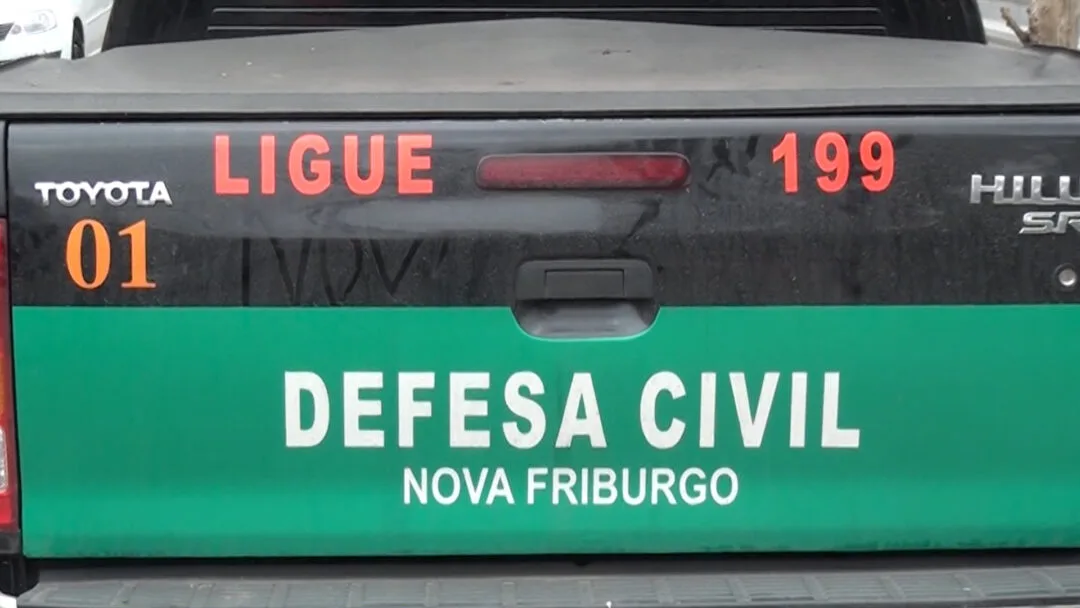 LIGUE 199
TOYOTA
01
DEFESA CIVIL
NOVA FRIBURGO